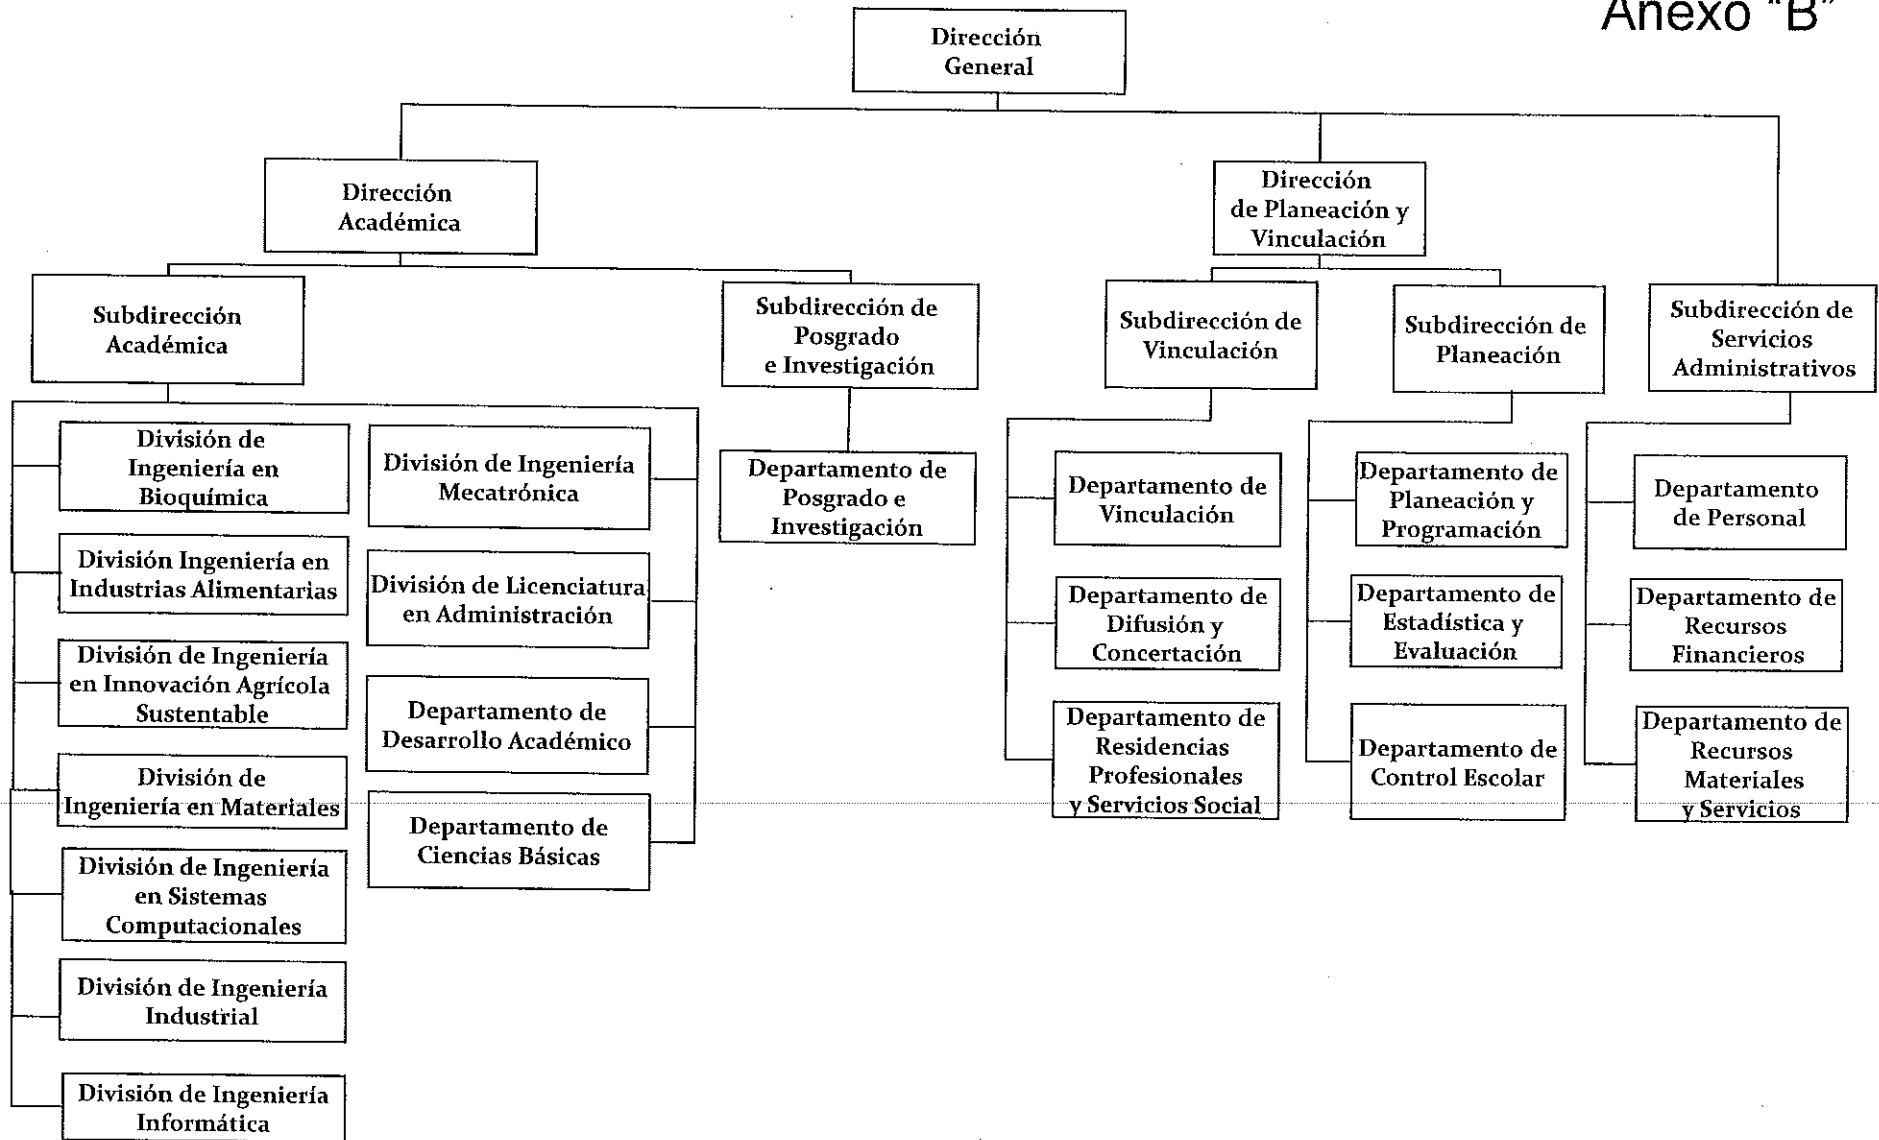 Anexo "B"
Dirección
General
Dirección
Académica
Dirección
de Planeación y
Vinculación
Subdirección
Académica
Subdirección de
Posgrado
e Investigación
Subdirección de
Vinculación
Subdirección de
Planeación
Subdirección de
Servicios
Administrativos
División de
Ingeniería en
Bioquímica
División Ingeniería en
Industrias Alimentarias
División de Ingeniería
en Innovación Agrícola
Sustentable
División de
Ingeniería en Materiales
División de Ingeniería
en Sistemas
Computacionales
División de Ingeniería
Industrial
División de Ingeniería
Informática
División de Ingeniería
Mecatrónica
División de Licenciatura
en Administración
Departamento de
Desarrollo Académico
Departamento de
Ciencias Básicas
Departamento de
Posgrado e
Investigación
Departamento de
Vinculación
Departamento de
Difusión y
Concertación
Departamento de
Residencias
Profesionales
y Servicios Social
Departamento de
Planeación y
Programación
Departamento de
Estadística y
Evaluación
Departamento de
Control Escolar
Departamento
de Personal
Departamento de
Recursos
Financieros
Departamento de
Recursos
Materiales
y Servicios